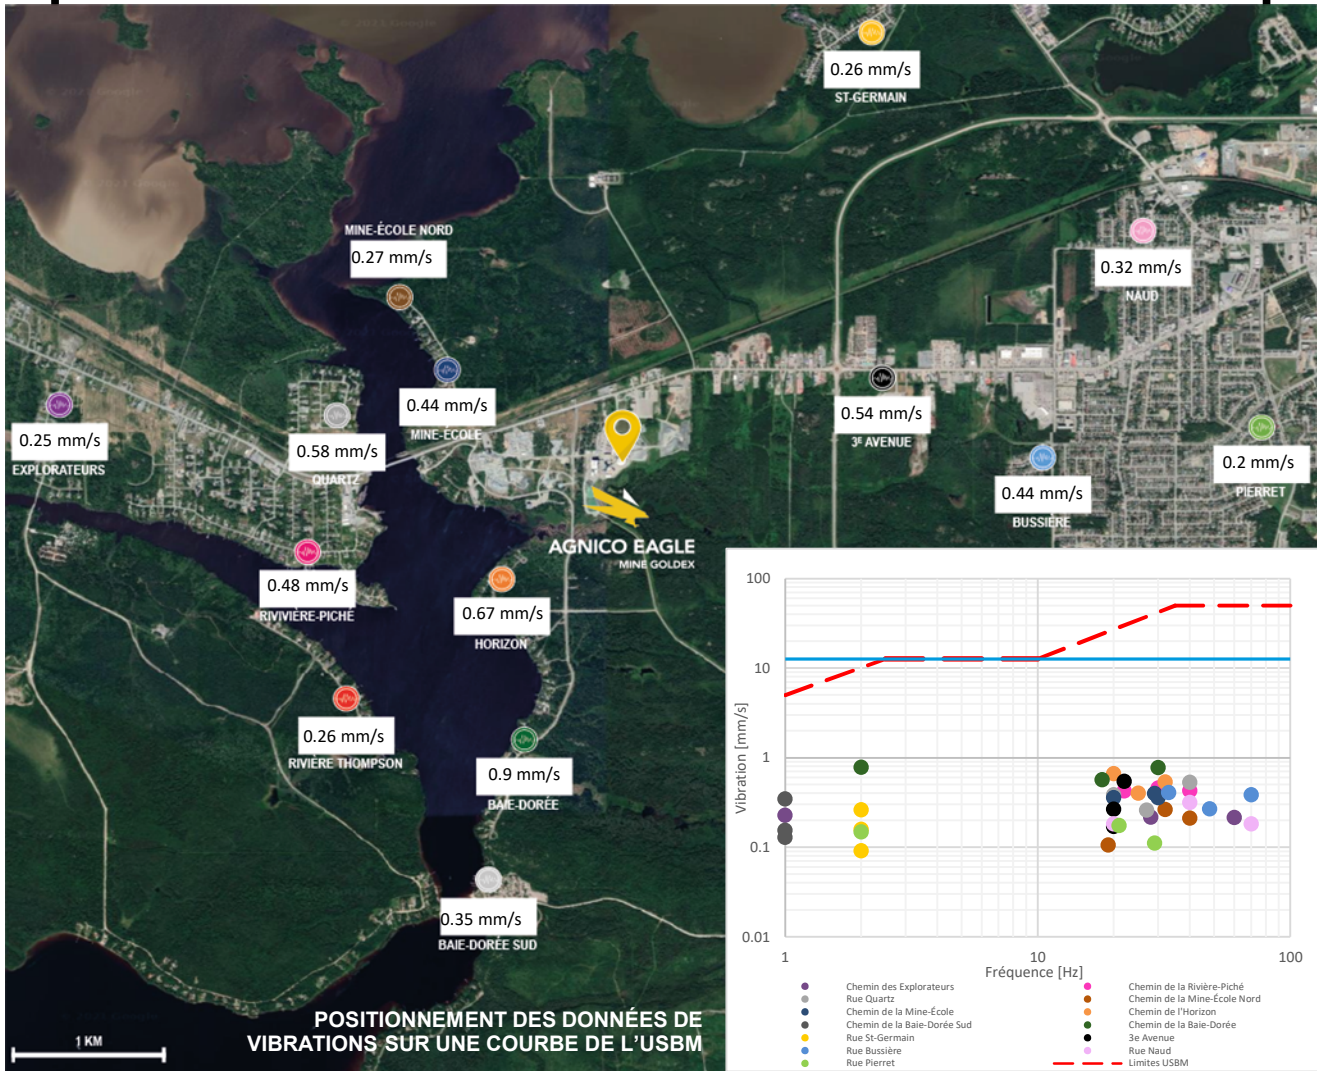 0.26 mm/s
ST-GERMAIN
MINE-ÉCOLE NORD
0.27 mm/s
0.32 mm/s
NAUD
0.44 mm/s
MINE-ÉCOLE
0.54 mm/s
3E AVENUE
0.25 mm/s
EXPLORATEURS
0.58 mm/s
QUARTZ
0.2 mm/s
PIERRET
0.44 mm/s
BUSSIÈRE
AGNICO EAGLE
MINE GOLDEX
0.48 mm/s
RIVIVIÈRE-PICHÉ
0.67 mm/s
HORIZON
0.26 mm/s
RIVIÈRE THOMPSON
0.9 mm/s
BAIE-DORÉE
0.35 mm/s
BAIE-DORÉE SUD
POSITIONNEMENT DES DONNÉES DE
VIBRATIONS SUR UNE COURBE DE L'USBM
1 KM
Vibration [mm/s]
100
10
1
0.1
0.01
1 10 100
Fréquence [Hz]
Chemin des Explorateurs
Chemin de la Rivière-Piché
Rue Quartz
Chemin de la Mine-École Nord
Chemin de la Mine-École
Chemin de l'Horizon
Chemin de la Baie-Dorée Sud
Chemin de la Baie-Dorée
Rue St-Germain
3e Avenue
Rue Bussière
Rue Naud
Rue Pierret
Limites USBM